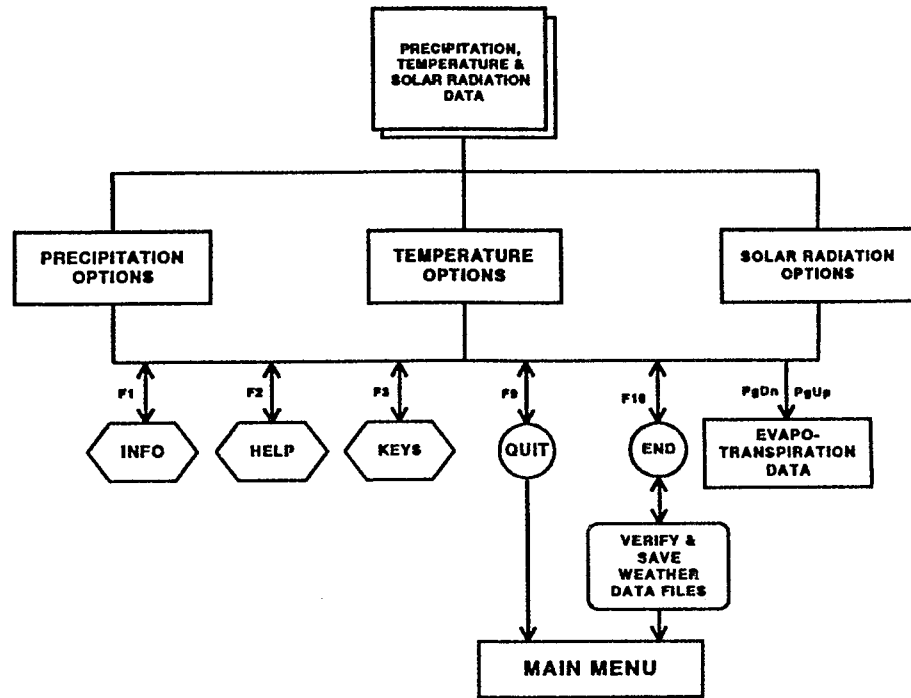 PRECIPITATION,
TEMPERATURE &
SOLAR RADIATION
DATA
PRECIPITATION
OPTIONS
TEMPERATURE
OPTIONS
SOLAR RADIATION
OPTIONS
F1
F2
F3
F9
F10
PgDn
PgUp
INFO
HELP
KEYS
QUIT
END
EVAPO-
TRANSPIRATION
DATA
VERIFY &
SAVE
WEATHER
DATA FILES
MAIN MENU